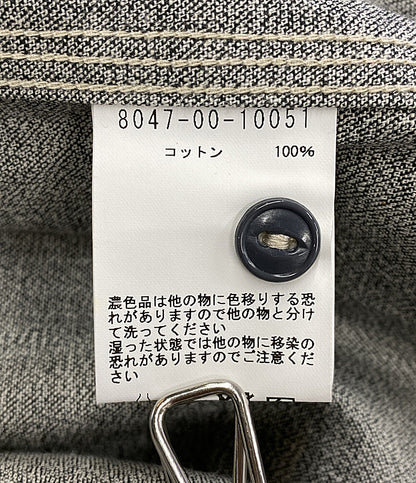 8047-00-10051
コットン 100%
濃色品は他の物に色移りする恐
れがありますので他の物と分け
て洗ってください
湿った状態では他の物に移染の
恐れがありますのでご注意くだ
さい